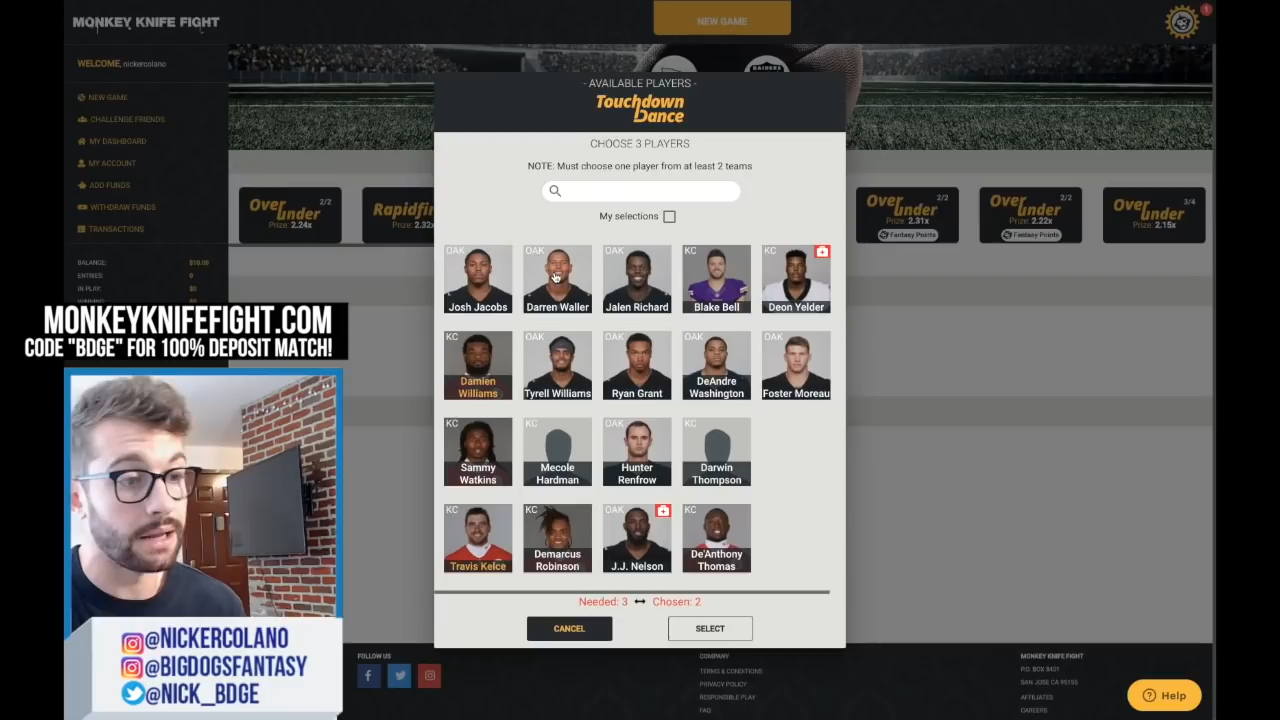 MONKEY KNIFE FIGHT
NEW GAME
1
WELCOME, nickercolano
NEW GAME
CHALLENGE FRIENDS
MY DASHBOARD
MY ACCOUNT
ADD FUNDS
WITHDRAW FUNDS
TRANSACTIONS
BALANCE: $10.00
ENTRIES: 0
IN PLAY: $0
RAIDERS
Over Under 2/2
Prize: 2.24x
Rapidfir
Prize: 2.32x
Over Under 2/2
Prize: 2.31x
Fantasy Points
Over Under 2/2
Prize: 2.22x
Fantasy Points
Over Under 3/4
Prize: 2.15x
- AVAILABLE PLAYERS -
Touchdown
Dance
CHOOSE 3 PLAYERS
NOTE: Must choose one player from at least 2 teams
My selections
OAK Josh Jacobs
OAK Darren Waller
OAK Jalen Richard
KC Blake Bell
KC Deon Yelder
KC Damien Williams
OAK Tyrell Williams
OAK Ryan Grant
OAK DeAndre Washington
OAK Foster Moreau
KC Sammy Watkins
KC Mecole Hardman
OAK Hunter Renfrow
KC Darwin Thompson
KC Travis Kelce
KC Demarcus Robinson
OAK J.J. Nelson
KC De'Anthony Thomas
Needed: 3 ↔ Chosen: 2
CANCEL
SELECT
MONKEYKNIFEFIGHT.COM
CODE "BDGE" FOR 100% DEPOSIT MATCH!
@NICKERCOLANO
@BIGDOGSFANTASY
@NICK_BDGE
FOLLOW US
COMPANY
TERMS & CONDITIONS
PRIVACY POLICY
RESPONSIBLE PLAY
FAQ
MONKEY KNIFE FIGHT
P.O. BOX 8401
SAN JOSE CA 95155
AFFILIATES
CAREERS
Help